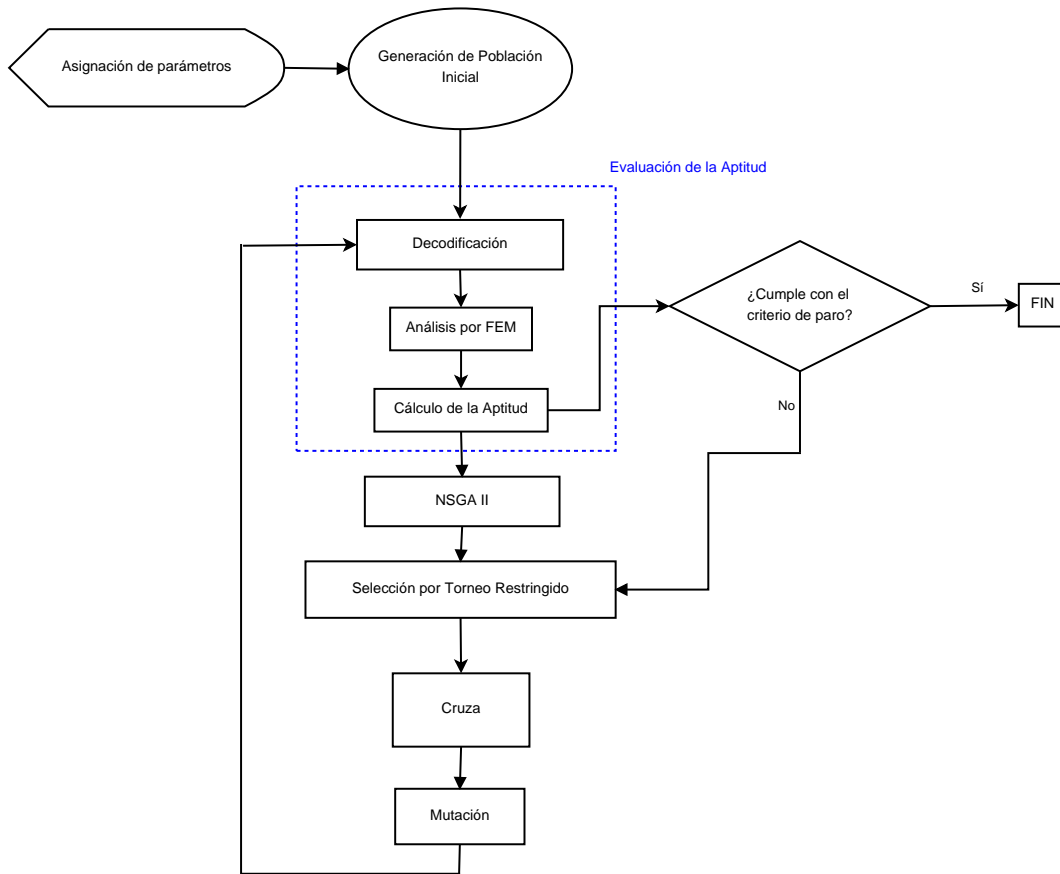 Asignación de parámetros
Generación de Población
Inicial
Evaluación de la Aptitud
Decodificación
Análisis por FEM
Cálculo de la Aptitud
¿Cumple con el
criterio de paro?
Sí
FIN
No
NSGA II
Selección por Torneo Restringido
Cruza
Mutación